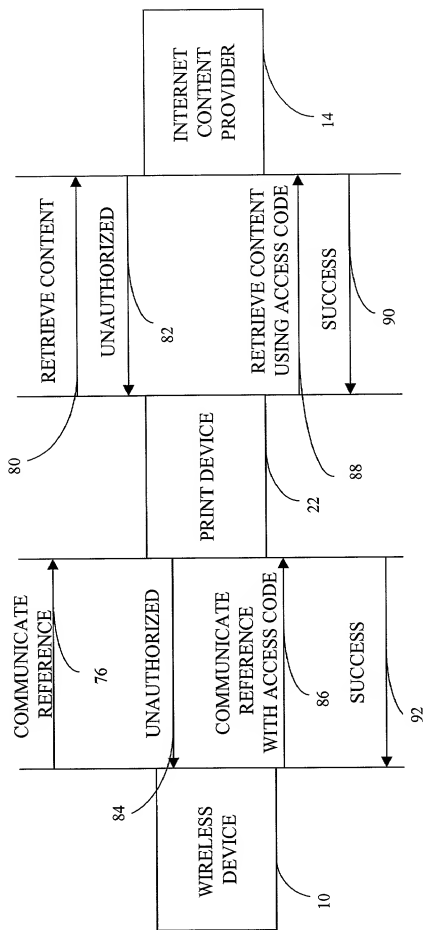 WIRELESS
DEVICE
10
COMMUNICATE
REFERENCE
76
UNAUTHORIZED
84
COMMUNICATE
REFERENCE
WITH ACCESS CODE
86
SUCCESS
92
PRINT DEVICE
22
RETRIEVE CONTENT
80
UNAUTHORIZED
82
RETRIEVE CONTENT
USING ACCESS CODE
88
SUCCESS
90
INTERNET
CONTENT
PROVIDER
14